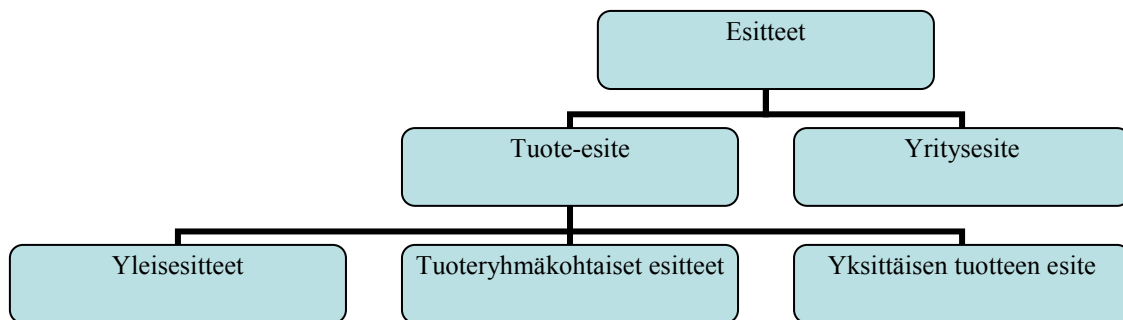 Esitteet
Tuote-esite
Yritysesite
Yleisesitteet
Tuoteryhmäkohtaiset esitteet
Yksittäisen tuotteen esite